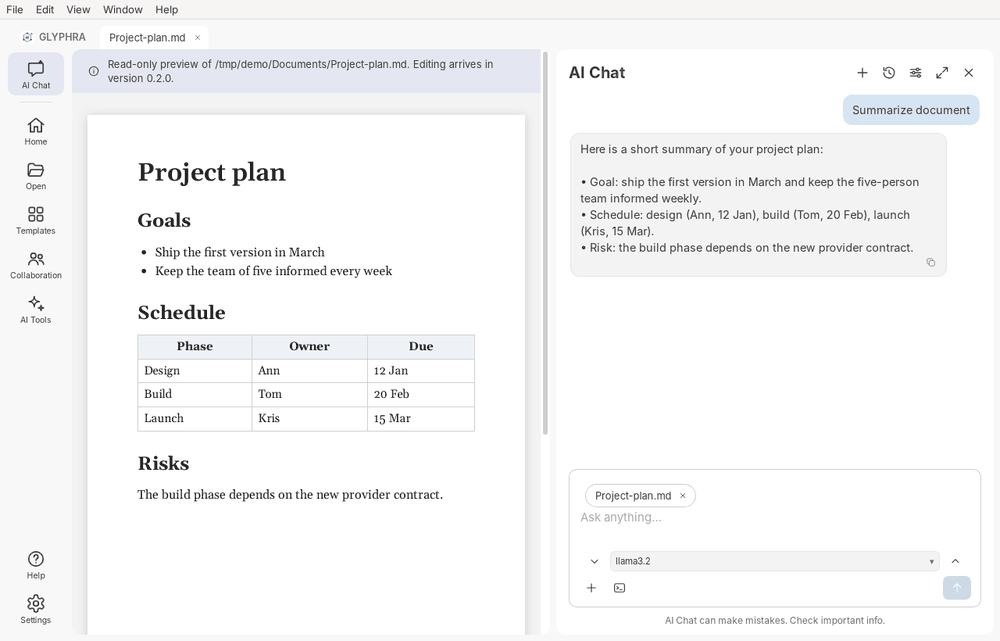 File Edit View Window Help
GLYPHRA
Project-plan.md
AI Chat
Home
Open
Templates
Collaboration
AI Tools
Help
Settings
Read-only preview of /tmp/demo/Documents/Project-plan.md. Editing arrives in
version 0.2.0.
Project plan
Goals
• Ship the first version in March
• Keep the team of five informed every week
Schedule
Phase Owner Due
Design Ann 12 Jan
Build Tom 20 Feb
Launch Kris 15 Mar
Risks
The build phase depends on the new provider contract.
AI Chat
Summarize document
Here is a short summary of your project plan:
• Goal: ship the first version in March and keep the five-person
team informed weekly.
• Schedule: design (Ann, 12 Jan), build (Tom, 20 Feb), launch
(Kris, 15 Mar).
• Risk: the build phase depends on the new provider contract.
Project-plan.md
Ask anything...
llama3.2
AI Chat can make mistakes. Check important info.